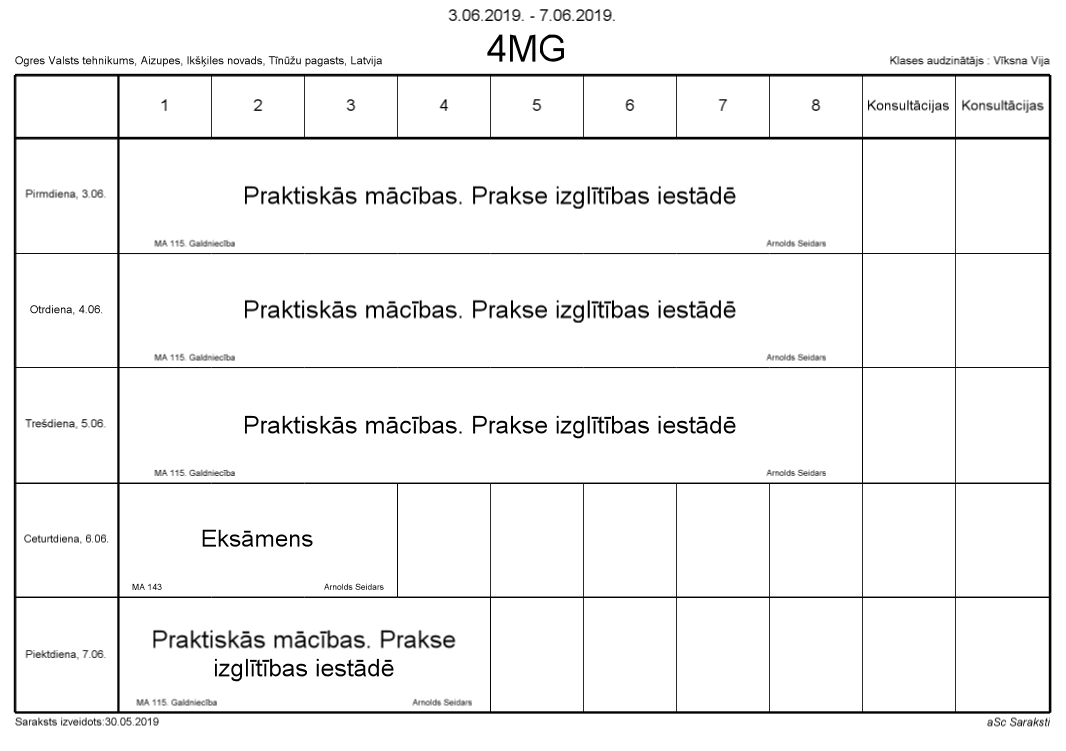 3.06.2019. - 7.06.2019.
4MG
Ogres Valsts tehnikums, Aizupes, Ikšķiles novads, Tīnūžu pagasts, Latvija
Klases audzinātājs : Vīksna Vija
1 2 3 4 5 6 7 8 Konsultācijas Konsultācijas
Pirmdiena, 3.06.
Praktiskās mācības. Prakse izglītības iestādē
MA 115. Galdniecība Arnolds Seidars
Otrdiena, 4.06.
Praktiskās mācības. Prakse izglītības iestādē
MA 115. Galdniecība Arnolds Seidars
Trešdiena, 5.06.
Praktiskās mācības. Prakse izglītības iestādē
MA 115. Galdniecība Arnolds Seidars
Ceturtdiena, 6.06.
Eksāmens
MA 143 Arnolds Seidars
Piektdiena, 7.06.
Praktiskās mācības. Prakse
izglītības iestādē
MA 115. Galdniecība Arnolds Seidars
Saraksts izveidots:30.05.2019
aSc Saraksti